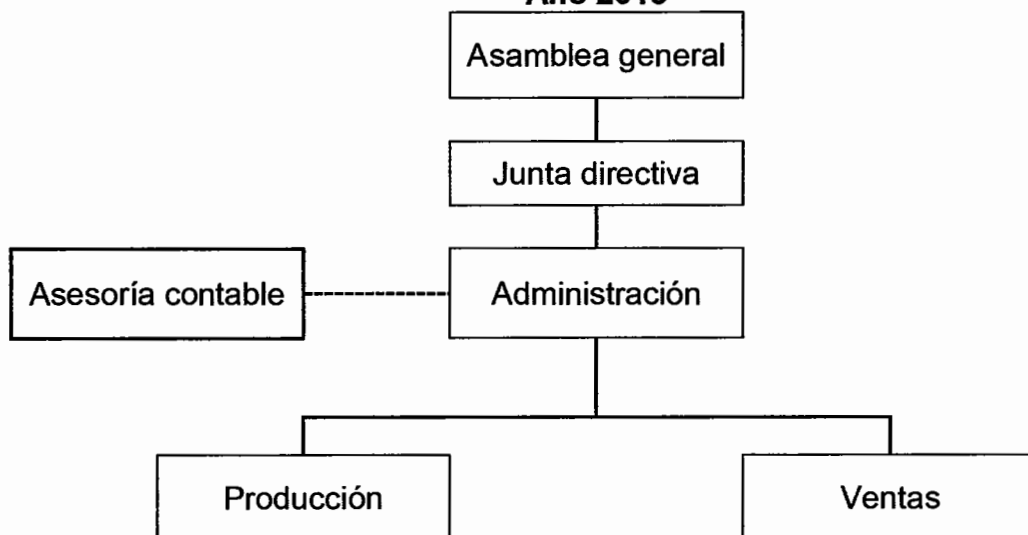 Asamblea general
Junta directiva
Asesoría contable
Administración
Producción
Ventas